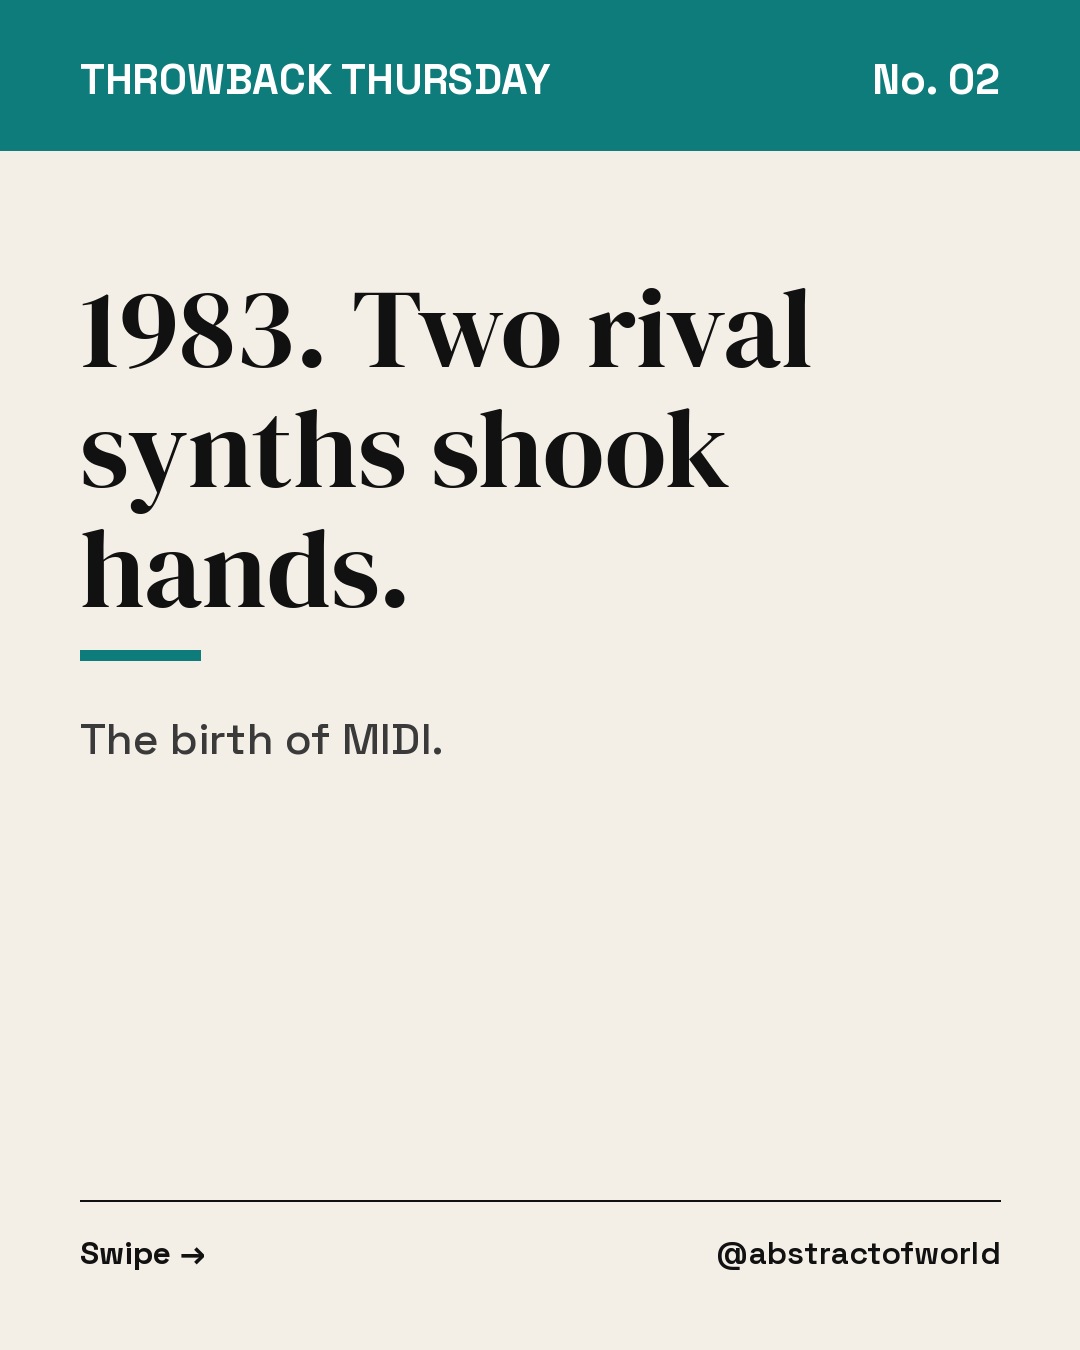 THROWBACK THURSDAY
No. 02
1983. Two rival
synths shook
hands.
The birth of MIDI.
Swipe →
@abstractofworld